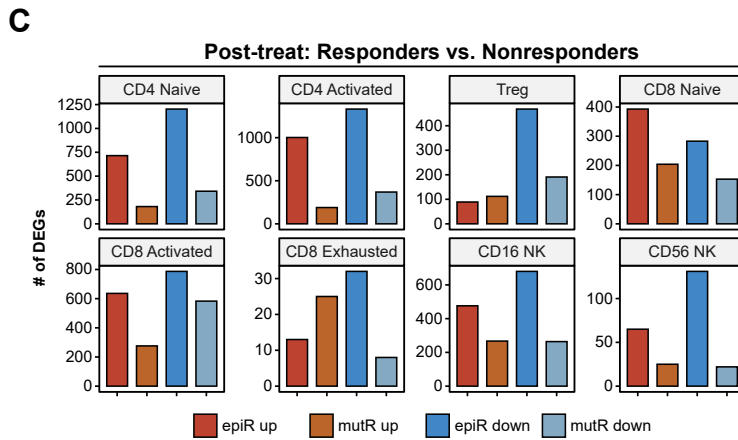 C
Post-treat: Responders vs. Nonresponders
# of DEGs
CD4 Naive
1250
1000
750
500
250
0
CD4 Activated
1000
500
0
Treg
400
300
200
100
0
CD8 Naive
400
300
200
100
0
CD8 Activated
800
600
400
200
0
CD8 Exhausted
30
20
10
0
CD16 NK
600
400
200
0
CD56 NK
100
50
0
epiR up
mutR up
epiR down
mutR down